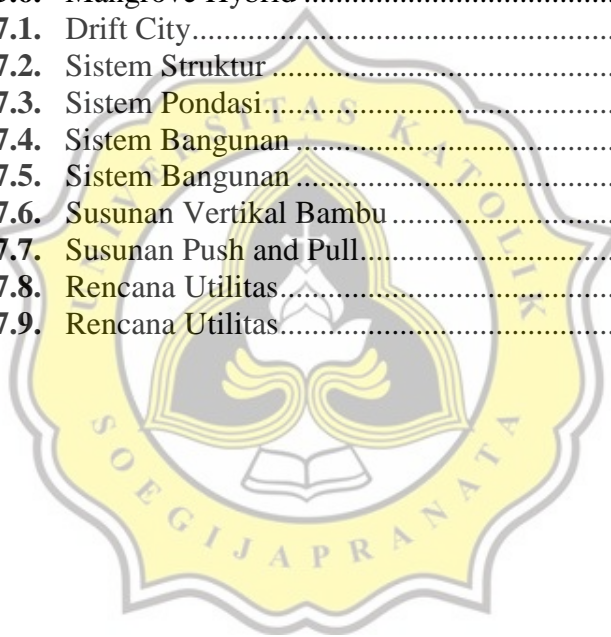 5.6. Mangrove Hybrid ........................................
7.1. Drift City........................................
7.2. Sistem Struktur ........................................
7.3. Sistem Pondasi........................................
7.4. Sistem Bangunan ........................................
7.5. Sistem Bangunan ........................................
7.6. Susunan Vertikal Bambu ........................................
7.7. Susunan Push and Pull........................................
7.8. Rencana Utilitas........................................
7.9. Rencana Utilitas........................................
UNIVERSITAS KATOLIK
SOEGIJAPRANATA